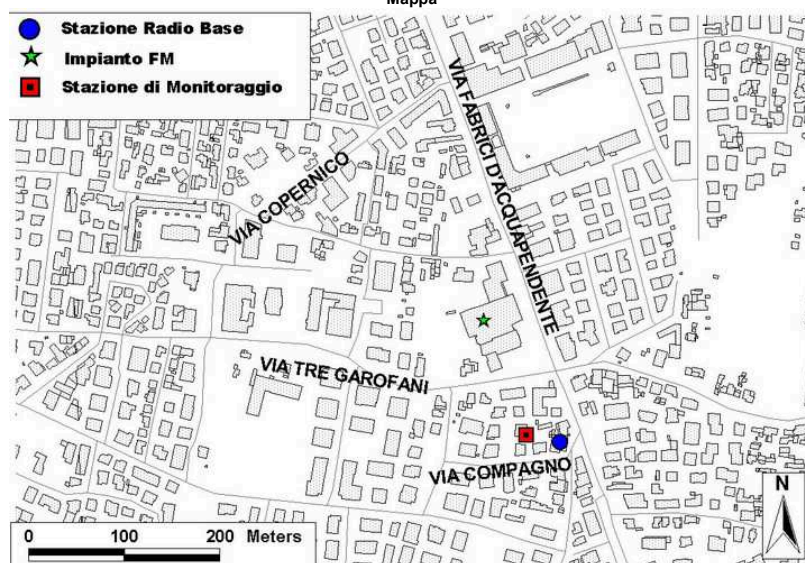 Mappa
Stazione Radio Base
Impianto FM
Stazione di Monitoraggio
VIA FABRICI D'ACQUAPENDENTE
VIA COPERNICO
VIA TRE GAROFANI
VIA COMPAGNO
N
0 100 200 Meters